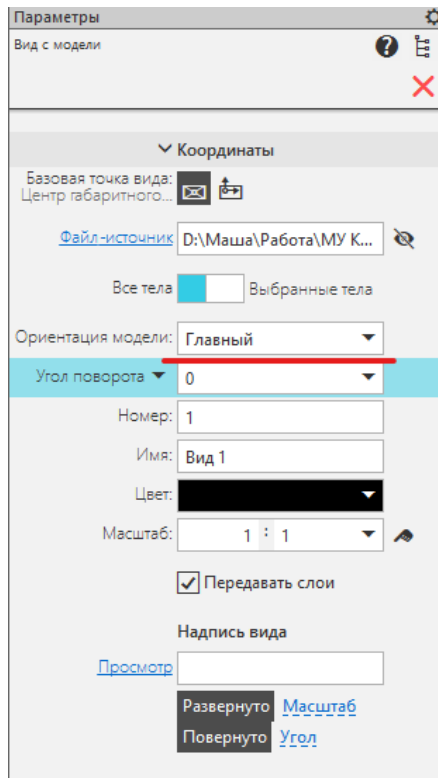 Параметры
Вид с модели
Координаты
Базовая точка вида:
Центр габаритного...
Файл-источник D:\Маша\Работа\МУ К...
Все тела Выбранные тела
Ориентация модели: Главный
Угол поворота 0
Номер: 1
Имя: Вид 1
Цвет:
Масштаб: 1 : 1
Передавать слои
Надпись вида
Просмотр
Развернуто Масштаб
Повернуто Угол